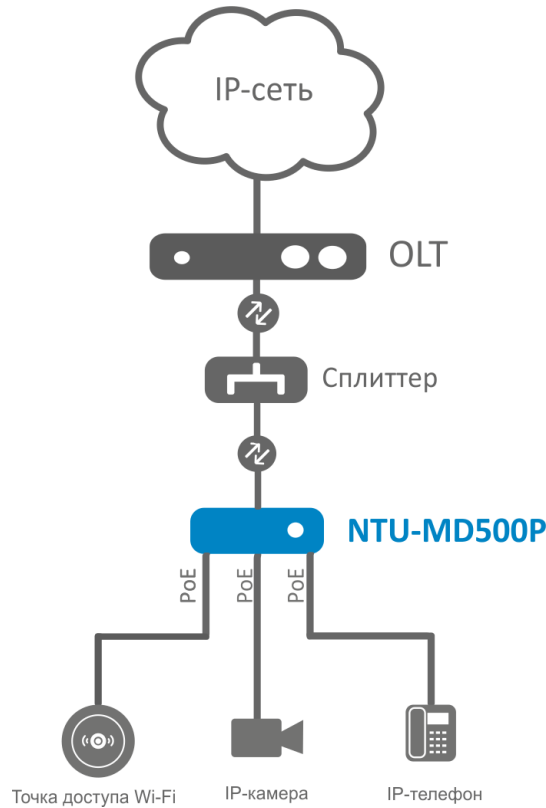 IP-сеть
OLT
Сплиттер
NTU-MD500P
PoE
PoE
PoE
Точка доступа Wi-Fi
IP-камера
IP-телефон